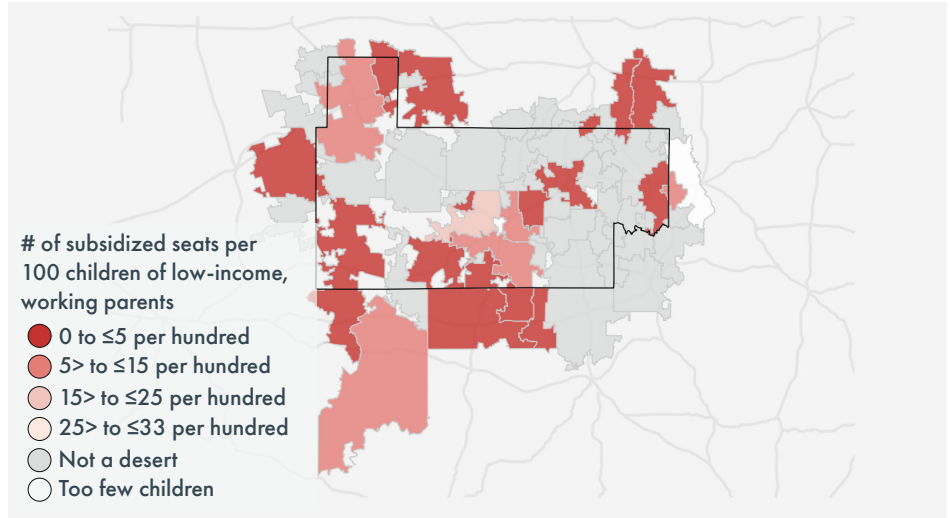 # of subsidized seats per
100 children of low-income,
working parents
0 to ≤5 per hundred
5> to ≤15 per hundred
15> to ≤25 per hundred
25> to ≤33 per hundred
Not a desert
Too few children